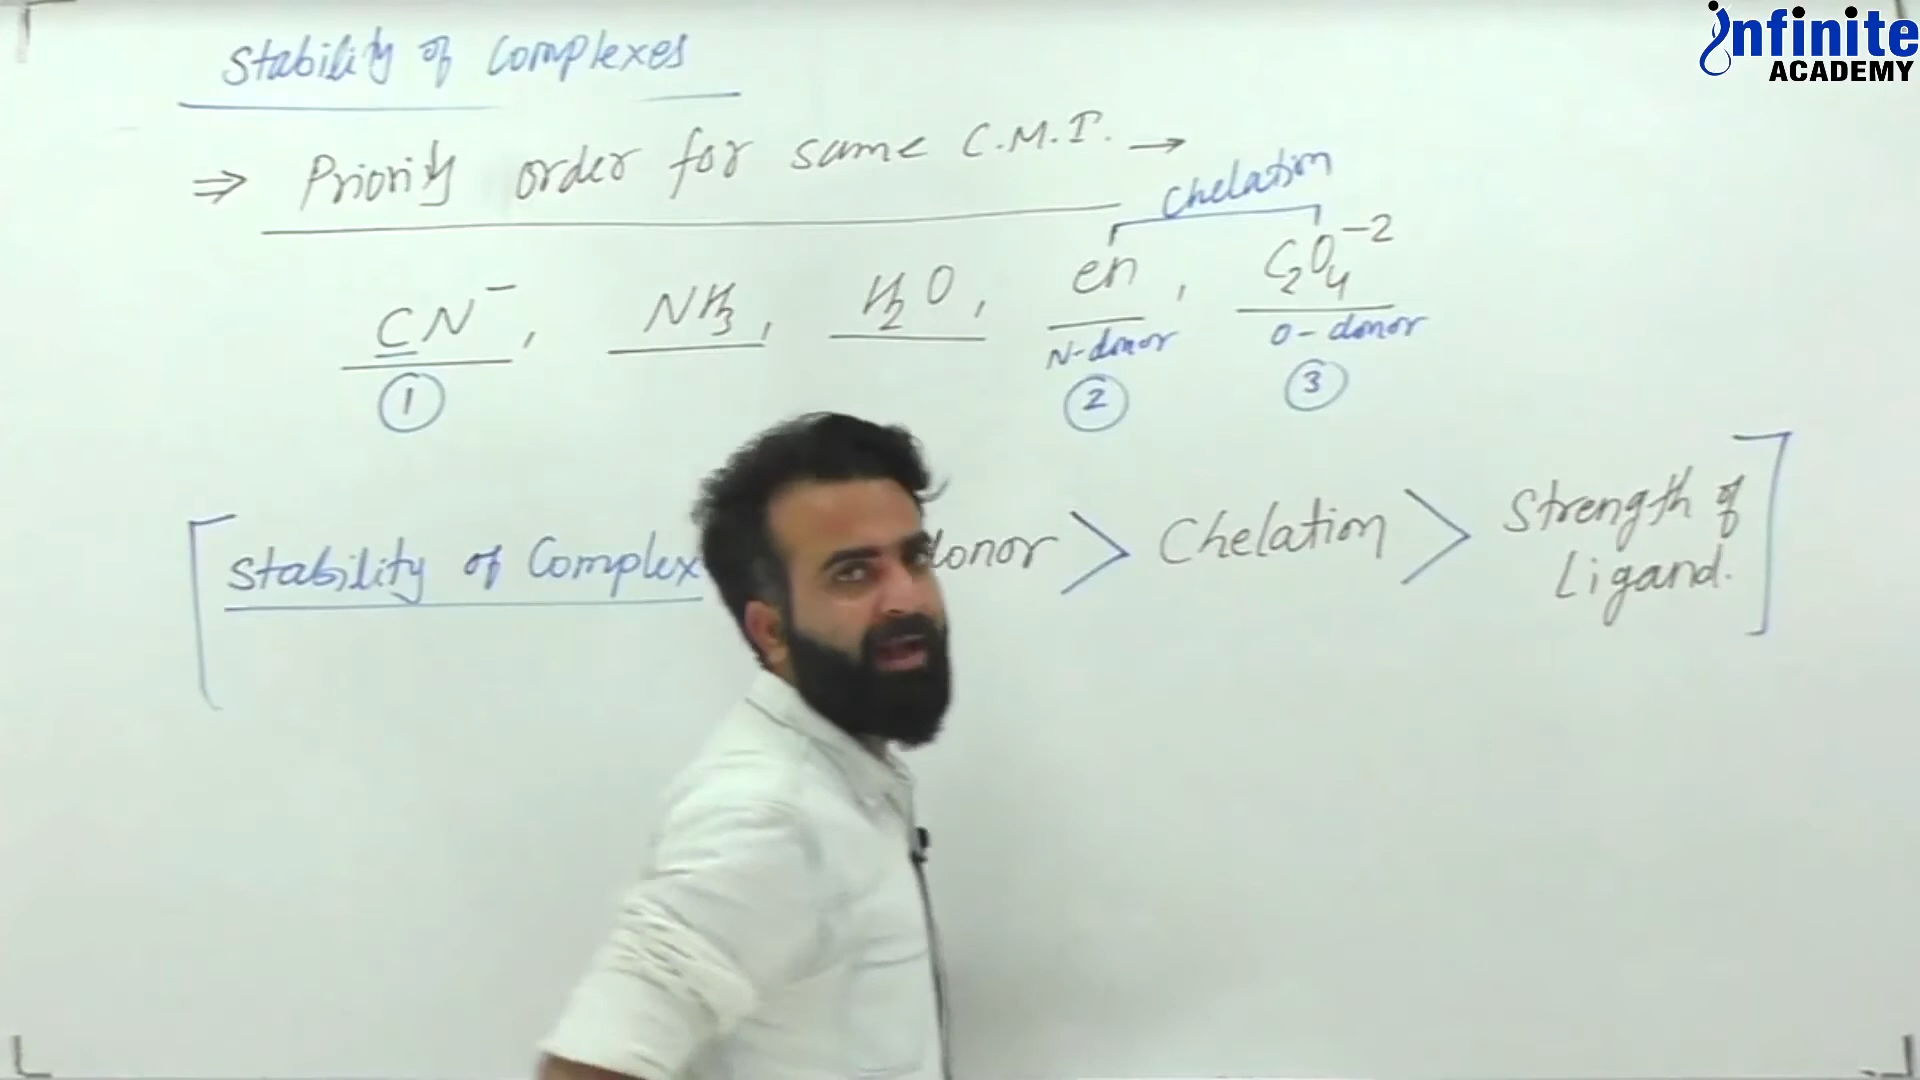 infinite
ACADEMY
Stability of Complexes
⇒ Priority order for same C.M.I. →
Chelation
CN⁻, NH₃, H₂O, en, C₂O₄⁻²
N-donor O-donor
① ② ③
[Stability of Complex donor > Chelation > Strength of
Ligand.]